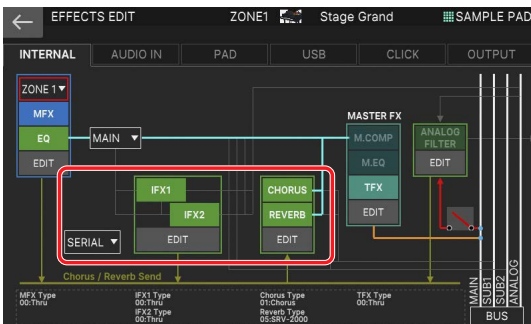 EFFECTS EDIT ZONE1 Stage Grand SAMPLE PAD
INTERNAL AUDIO IN PAD USB CLICK OUTPUT
ZONE 1▼
MFX
EQ
EDIT
MAIN ▼
IFX1
IFX2
EDIT
SERIAL ▼
CHORUS
REVERB
EDIT
MASTER FX
M.COMP
M.EQ
TFX
EDIT
ANALOG
FILTER
EDIT
Chorus / Reverb Send
MFX Type
00:Thru
IFX1 Type
00:Thru
IFX2 Type
00:Thru
Chorus Type
01:Chorus
Reverb Type
05:SRV-2000
TFX Type
00:Thru
MAIN
SUB1
SUB2
ANALOG
BUS